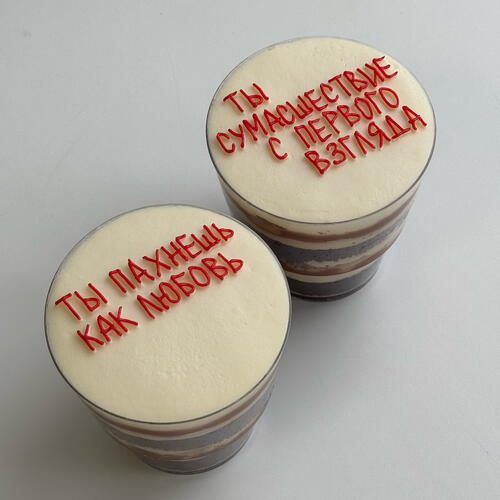 ТЫ
СУМАСШЕСТВИЕ
С ПЕРВОГО
ВЗГЛЯДА
ТЫ ПАХНЕШЬ
КАК ЛЮБОВЬ